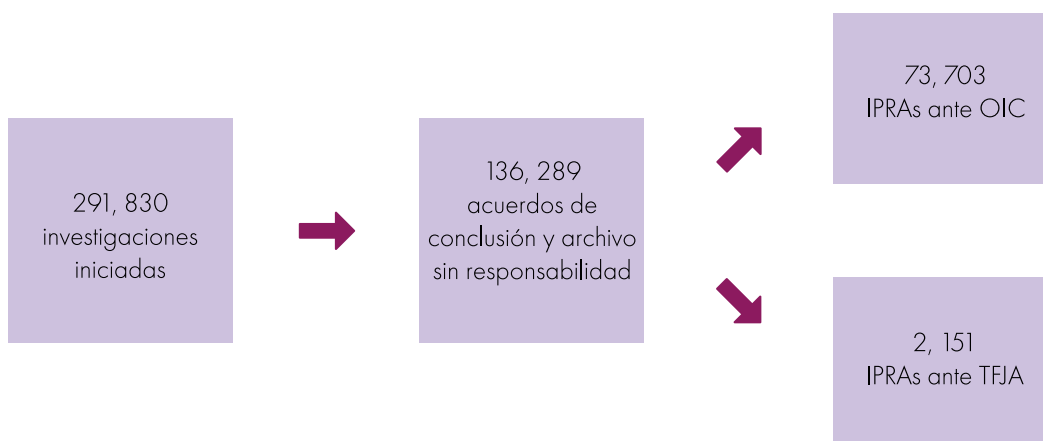 291, 830
investigaciones
iniciadas
136, 289
acuerdos de
conclusión y archivo
sin responsabilidad
73, 703
IPRAs ante OIC
2, 151
IPRAs ante TFJA